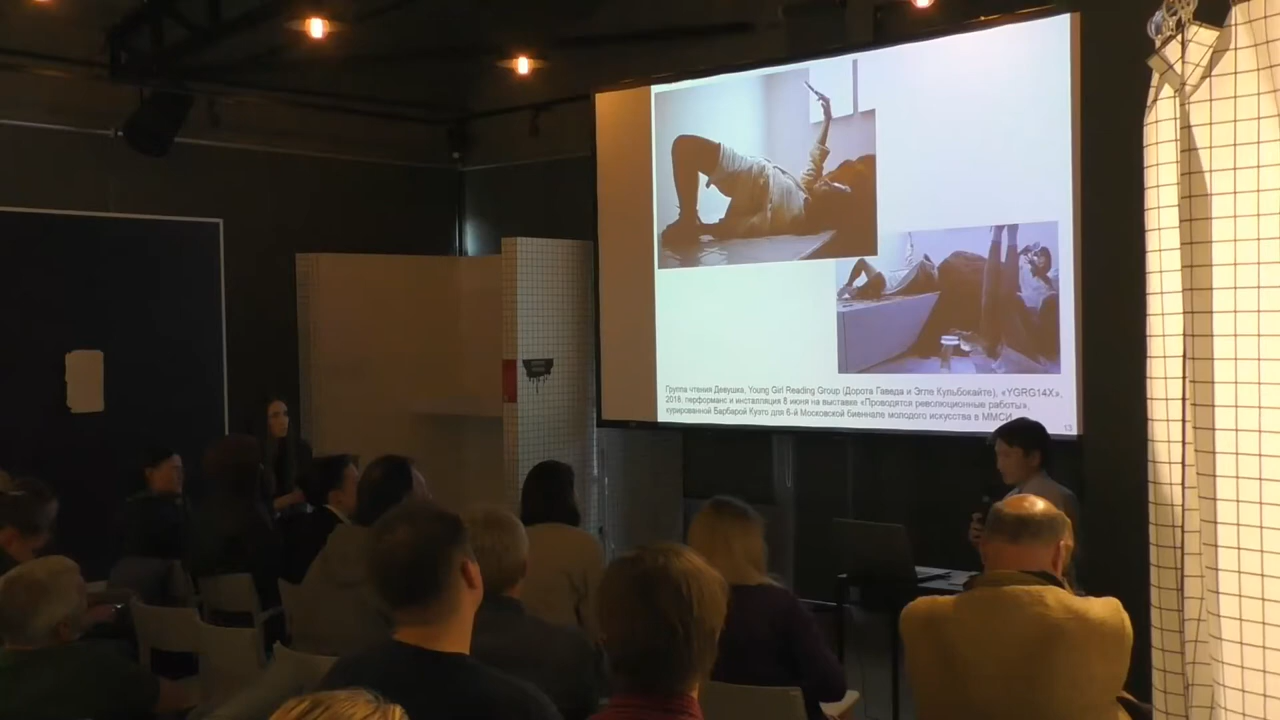 Группа чтения Девушка, Young Girl Reading Group (Дорота Гаведа и Эгле Кульбокайте), «YGRG14X»,
2018, перформанс и инсталляция 8 июня на выставке «Проводятся революционные работы»,
курированной Барбарой Куэто для 6-й Московской биеннале молодого искусства в ММСИ
13